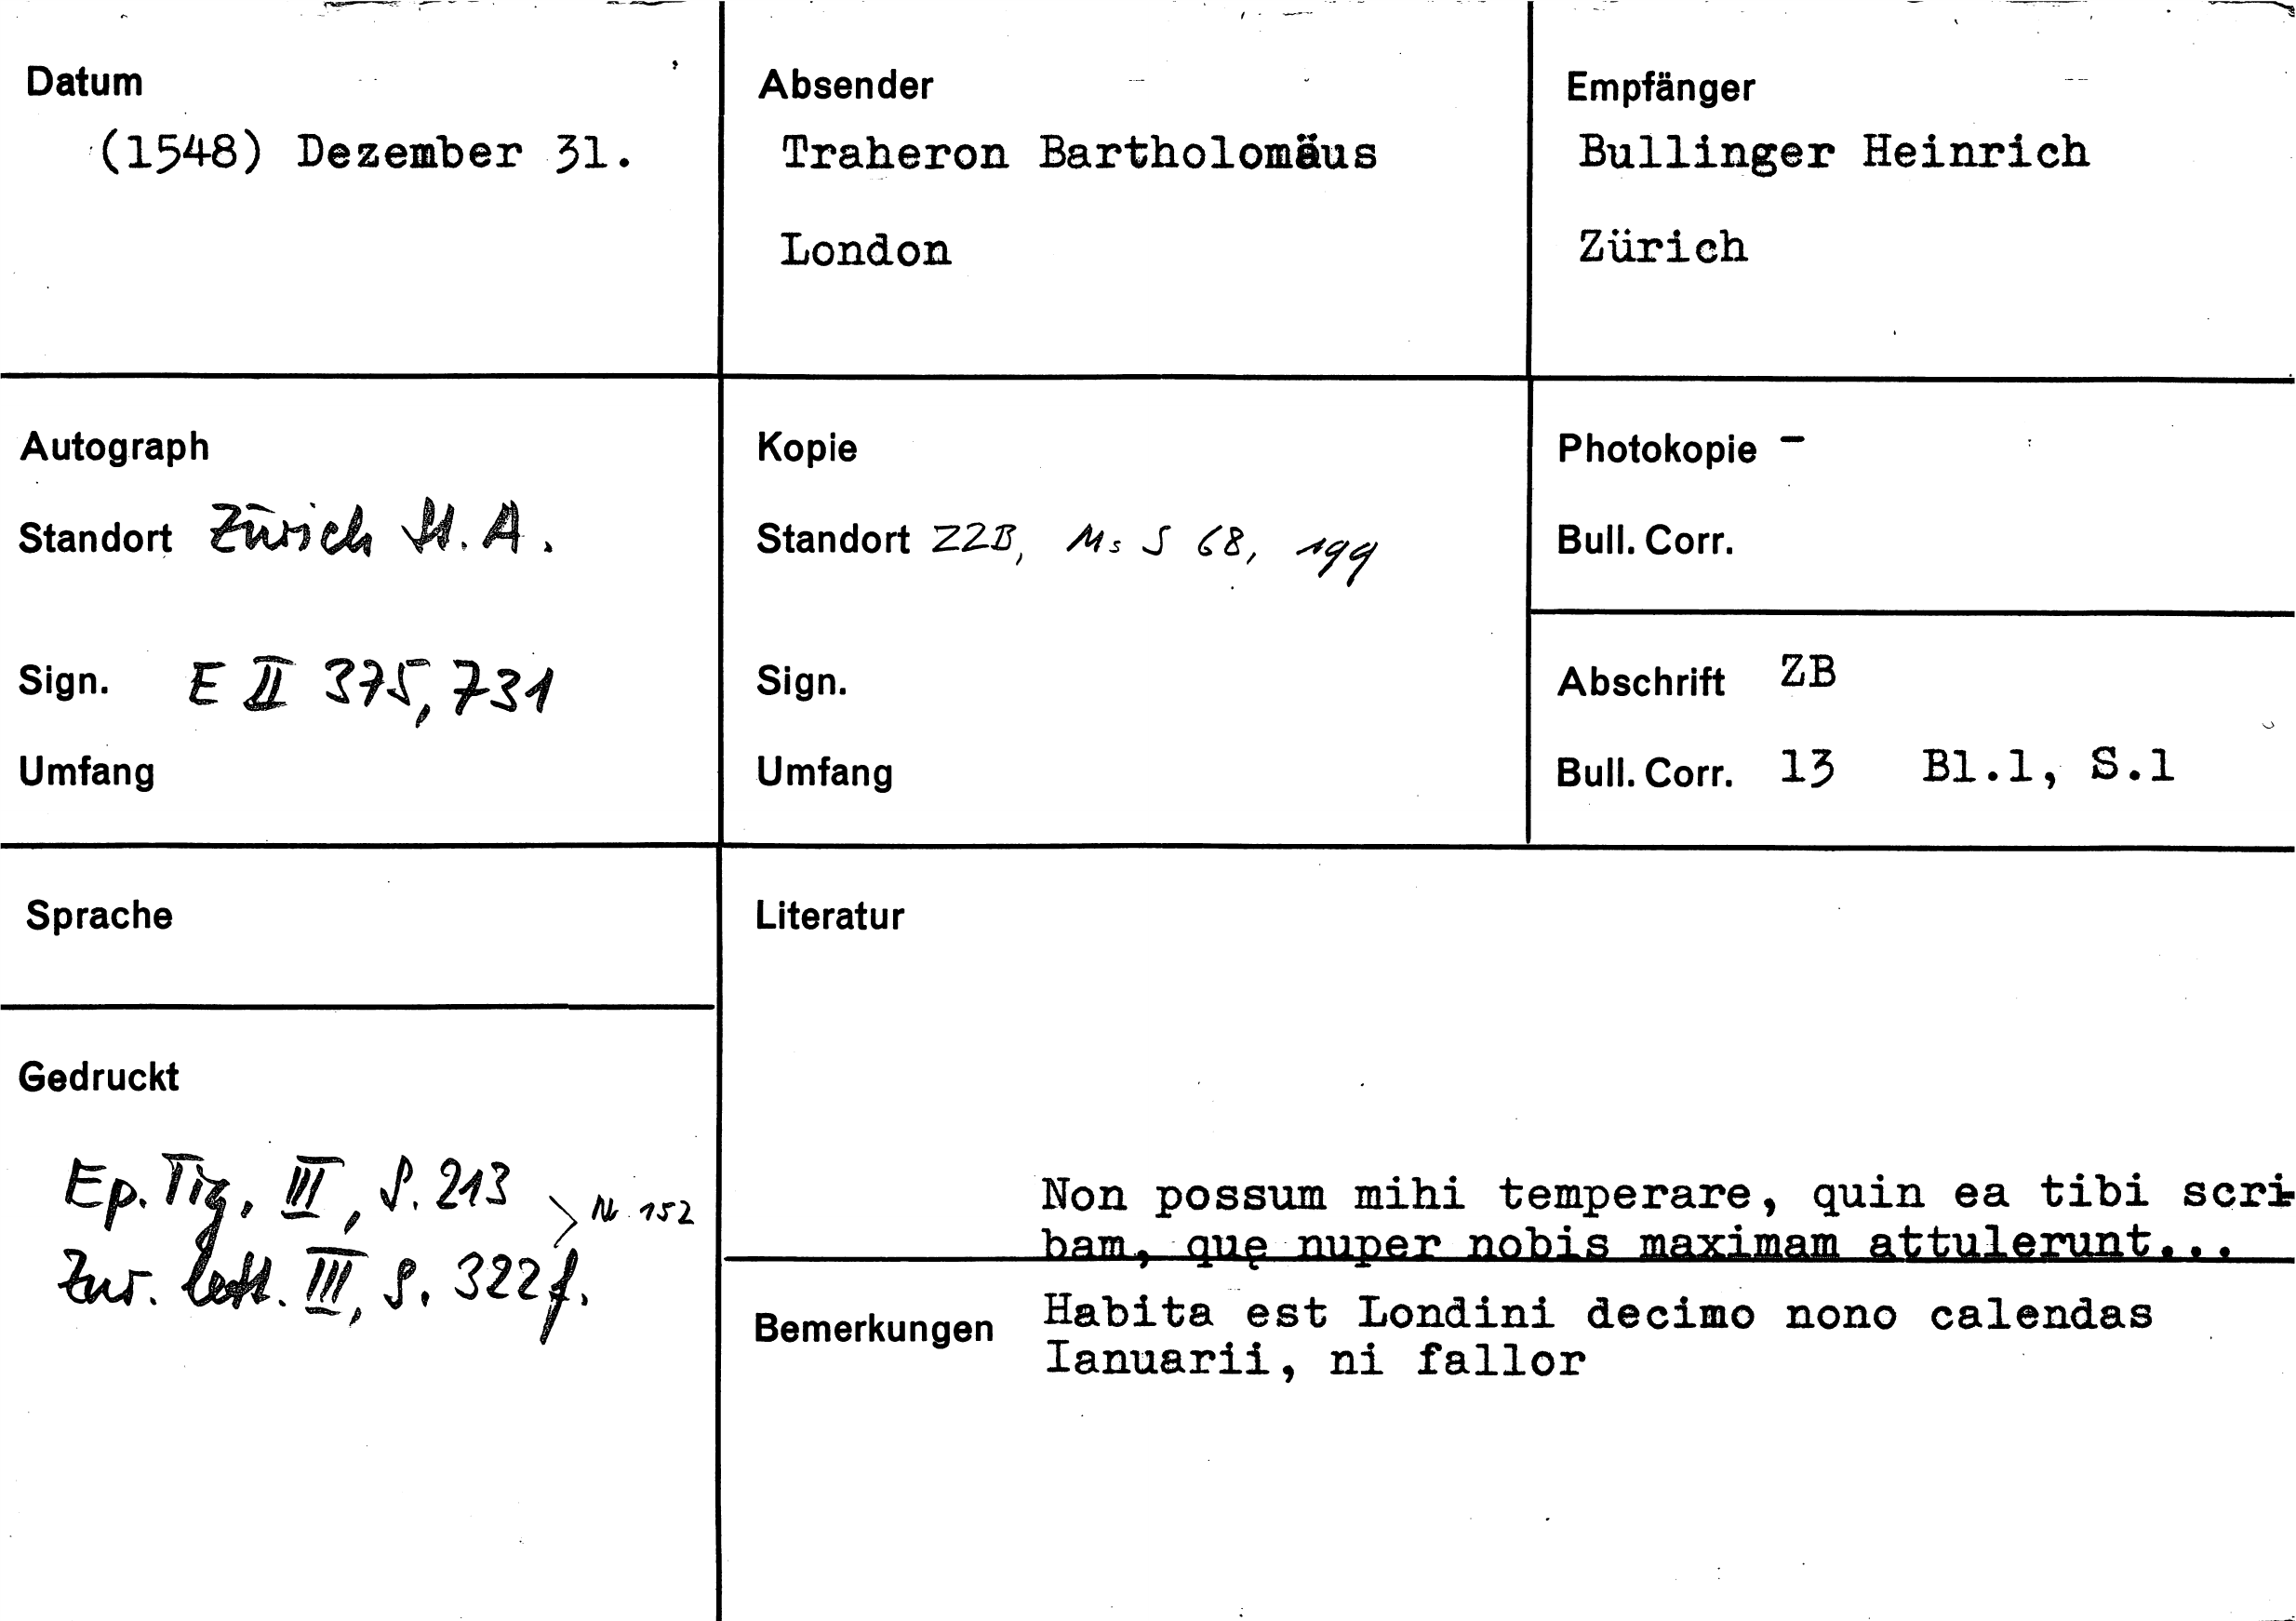 Datum
(1548) Dezember 31.
Absender
Traheron Bartholomäus
London
Empfänger
Bullinger Heinrich
Zürich
Autograph
Standort Zürich St. A.
Sign. E II 375, 731
Umfang
Kopie
Standort ZZB, Ms S 68, 199
Sign.
Umfang
Photokopie -
Bull. Corr.
Abschrift ZB
Bull. Corr. 13 Bl.1, S.1
Sprache
Gedruckt
Ep. Tig. III, S. 213
> Nr. 152
Zur. lett. III, S. 322f.
Literatur
Non possum mihi temperare, quin ea tibi scri-
bam, quę nuper nobis maximam attulerunt...
Bemerkungen
Habita est Londini decimo nono calendas
Ianuarii, ni fallor